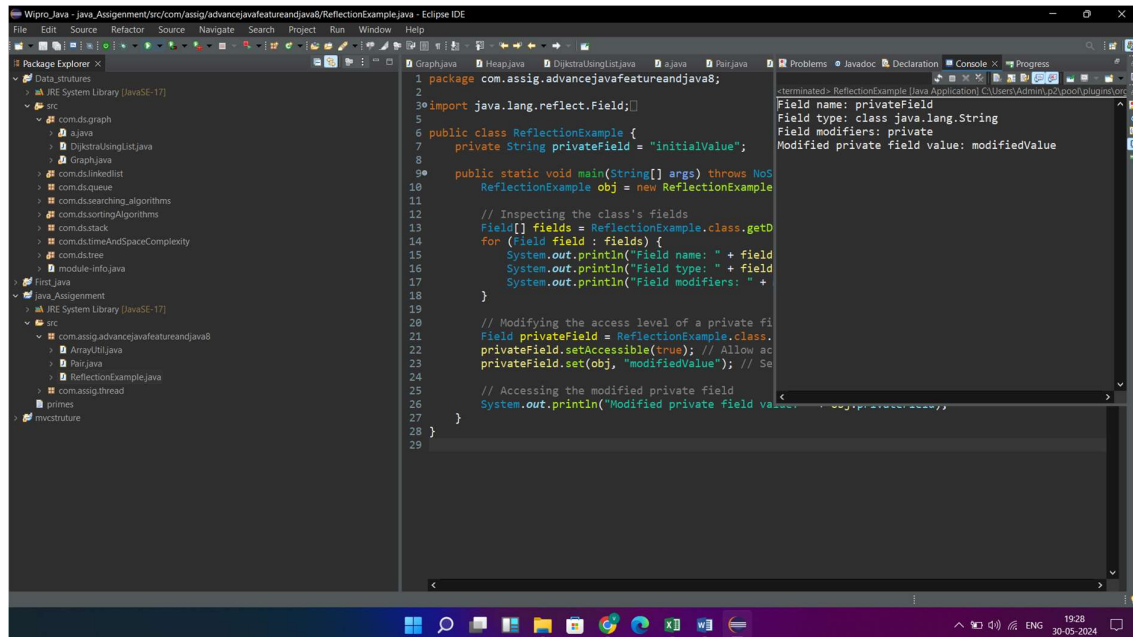 Wipro_Java - java_Assigenment/src/com/assig/advancejavafeatureandjava8/ReflectionExample.java - Eclipse IDE
File Edit Source Refactor Source Navigate Search Project Run Window Help
Package Explorer
Data_strutures
JRE System Library [JavaSE-17]
src
com.ds.graph
a.java
DijkstraUsingList.java
Graph.java
com.ds.linkedlist
com.ds.queue
com.ds.searching_algorithms
com.ds.sortingAlgorithms
com.ds.stack
com.ds.timeAndSpaceComplexity
com.ds.tree
module-info.java
First_java
java_Assigenment
JRE System Library [JavaSE-17]
src
com.assig.advancejavafeatureandjava8
ArrayUtil.java
Pair.java
ReflectionExample.java
com.assig.thread
primes
mvcstruture
Graph.java Heap.java DijkstraUsingList.java a.java Pair.java
1 package com.assig.advancejavafeatureandjava8;
2
3 import java.lang.reflect.Field;
5
6 public class ReflectionExample {
7 private String privateField = "initialValue";
8
9 public static void main(String[] args) throws NoS
10 ReflectionExample obj = new ReflectionExample
11
12 // Inspecting the class's fields
13 Field[] fields = ReflectionExample.class.getD
14 for (Field field : fields) {
15 System.out.println("Field name: " + field
16 System.out.println("Field type: " + field
17 System.out.println("Field modifiers: " +
18 }
19
20 // Modifying the access level of a private fi
21 Field privateField = ReflectionExample.class.
22 privateField.setAccessible(true); // Allow ac
23 privateField.set(obj, "modifiedValue"); // Se
24
25 // Accessing the modified private field
26 System.out.println("Modified private field va
27 }
28 }
29
Problems Javadoc Declaration Console Progress
<terminated> ReflectionExample [Java Application] C:\Users\Admin\.p2\pool\plugins\org
Field name: privateField
Field type: class java.lang.String
Field modifiers: private
Modified private field value: modifiedValue
ENG
19:28
30-05-2024